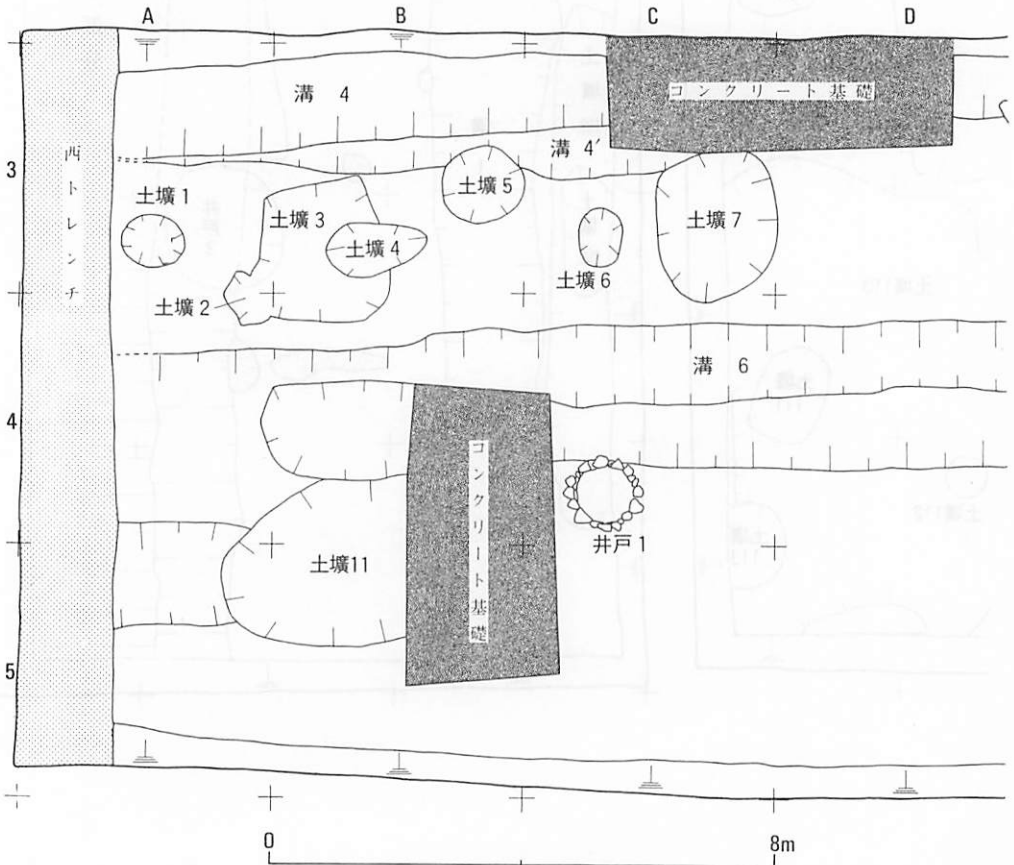 A B C D
コンクリート基礎
溝 4
溝 4′
西トレンチ
3
土壙 1
土壙 3
土壙 5
土壙 7
土壙 4
土壙 2
土壙 6
溝 6
4
コンクリート基礎
井戸 1
土壙11
5
0 8m